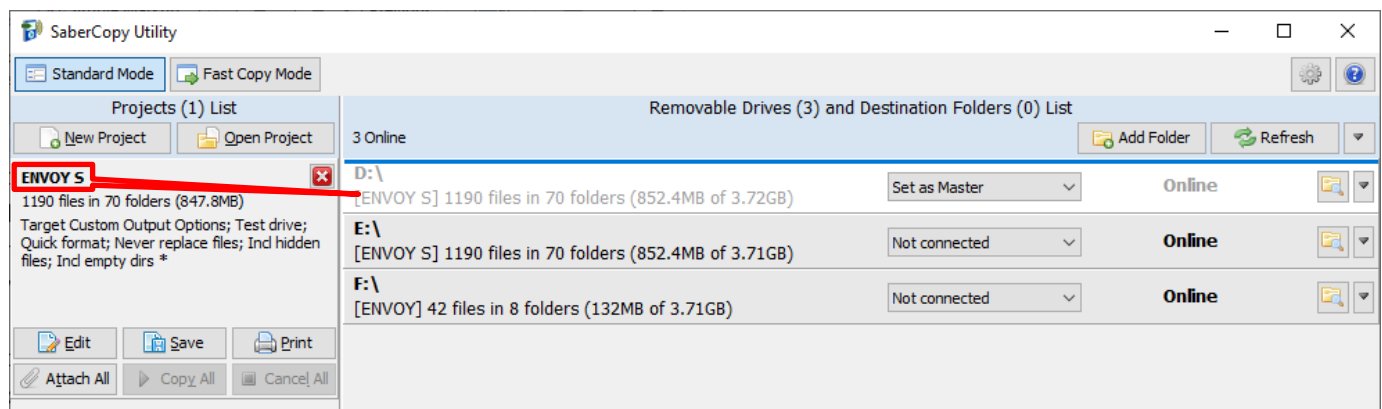 SaberCopy Utility
Standard Mode Fast Copy Mode
Projects (1) List
Removable Drives (3) and Destination Folders (0) List
New Project Open Project
3 Online
Add Folder Refresh
ENVOY S
1190 files in 70 folders (847.8MB)
Target Custom Output Options; Test drive;
Quick format; Never replace files; Incl hidden
files; Incl empty dirs *
D:\
[ENVOY S] 1190 files in 70 folders (852.4MB of 3.72GB)
Set as Master
Online
E:\
[ENVOY S] 1190 files in 70 folders (852.4MB of 3.71GB)
Not connected
Online
F:\
[ENVOY] 42 files in 8 folders (132MB of 3.71GB)
Not connected
Online
Edit Save Print
Attach All Copy All Cancel All